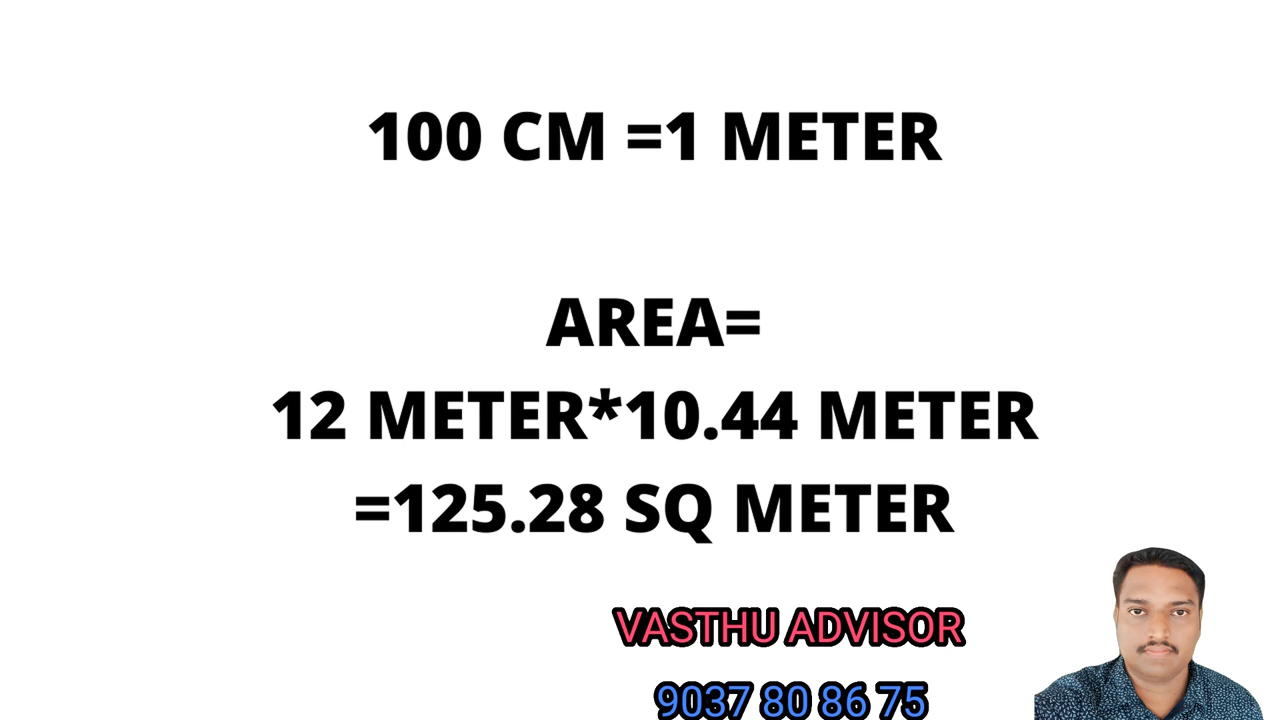 100 CM =1 METER
AREA=
12 METER*10.44 METER
=125.28 SQ METER
VASTHU ADVISOR
9037 80 86 75